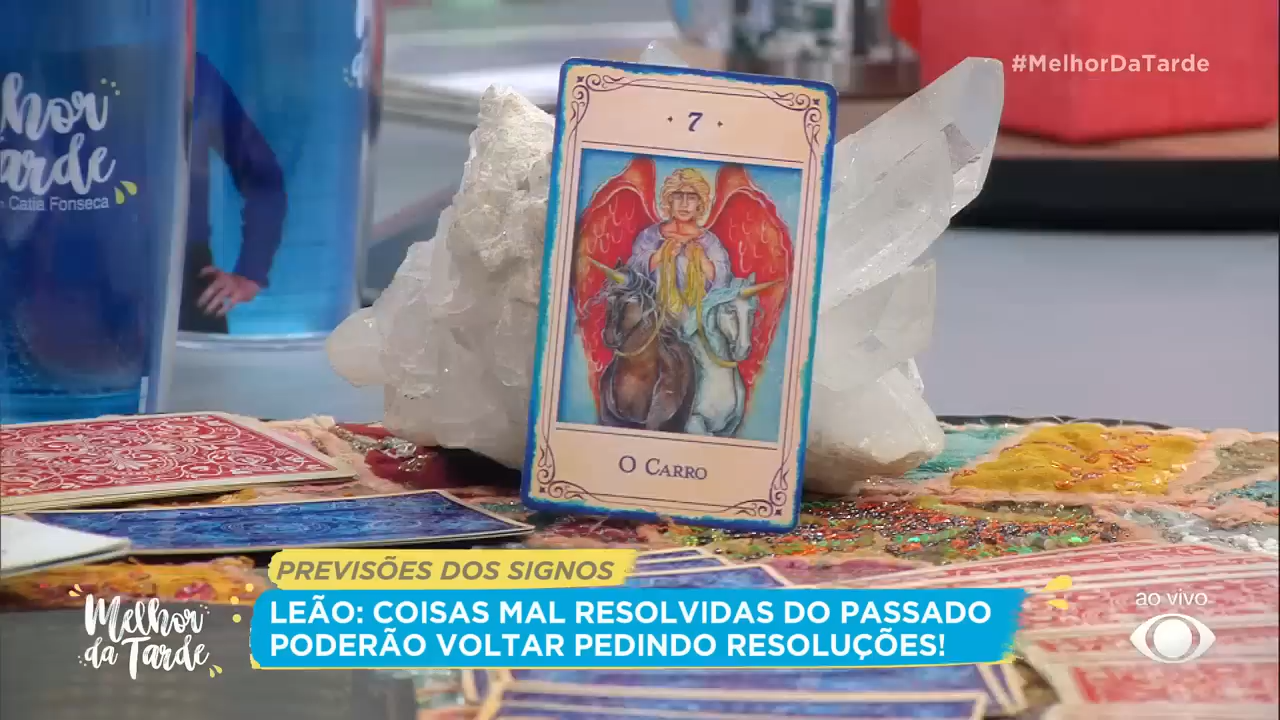 #MelhorDaTarde
Melhor
Tarde
Catia Fonseca
7
O CARRO
PREVISÕES DOS SIGNOS
LEÃO: COISAS MAL RESOLVIDAS DO PASSADO
PODERÃO VOLTAR PEDINDO RESOLUÇÕES!
Melhor
da Tarde
ao vivo